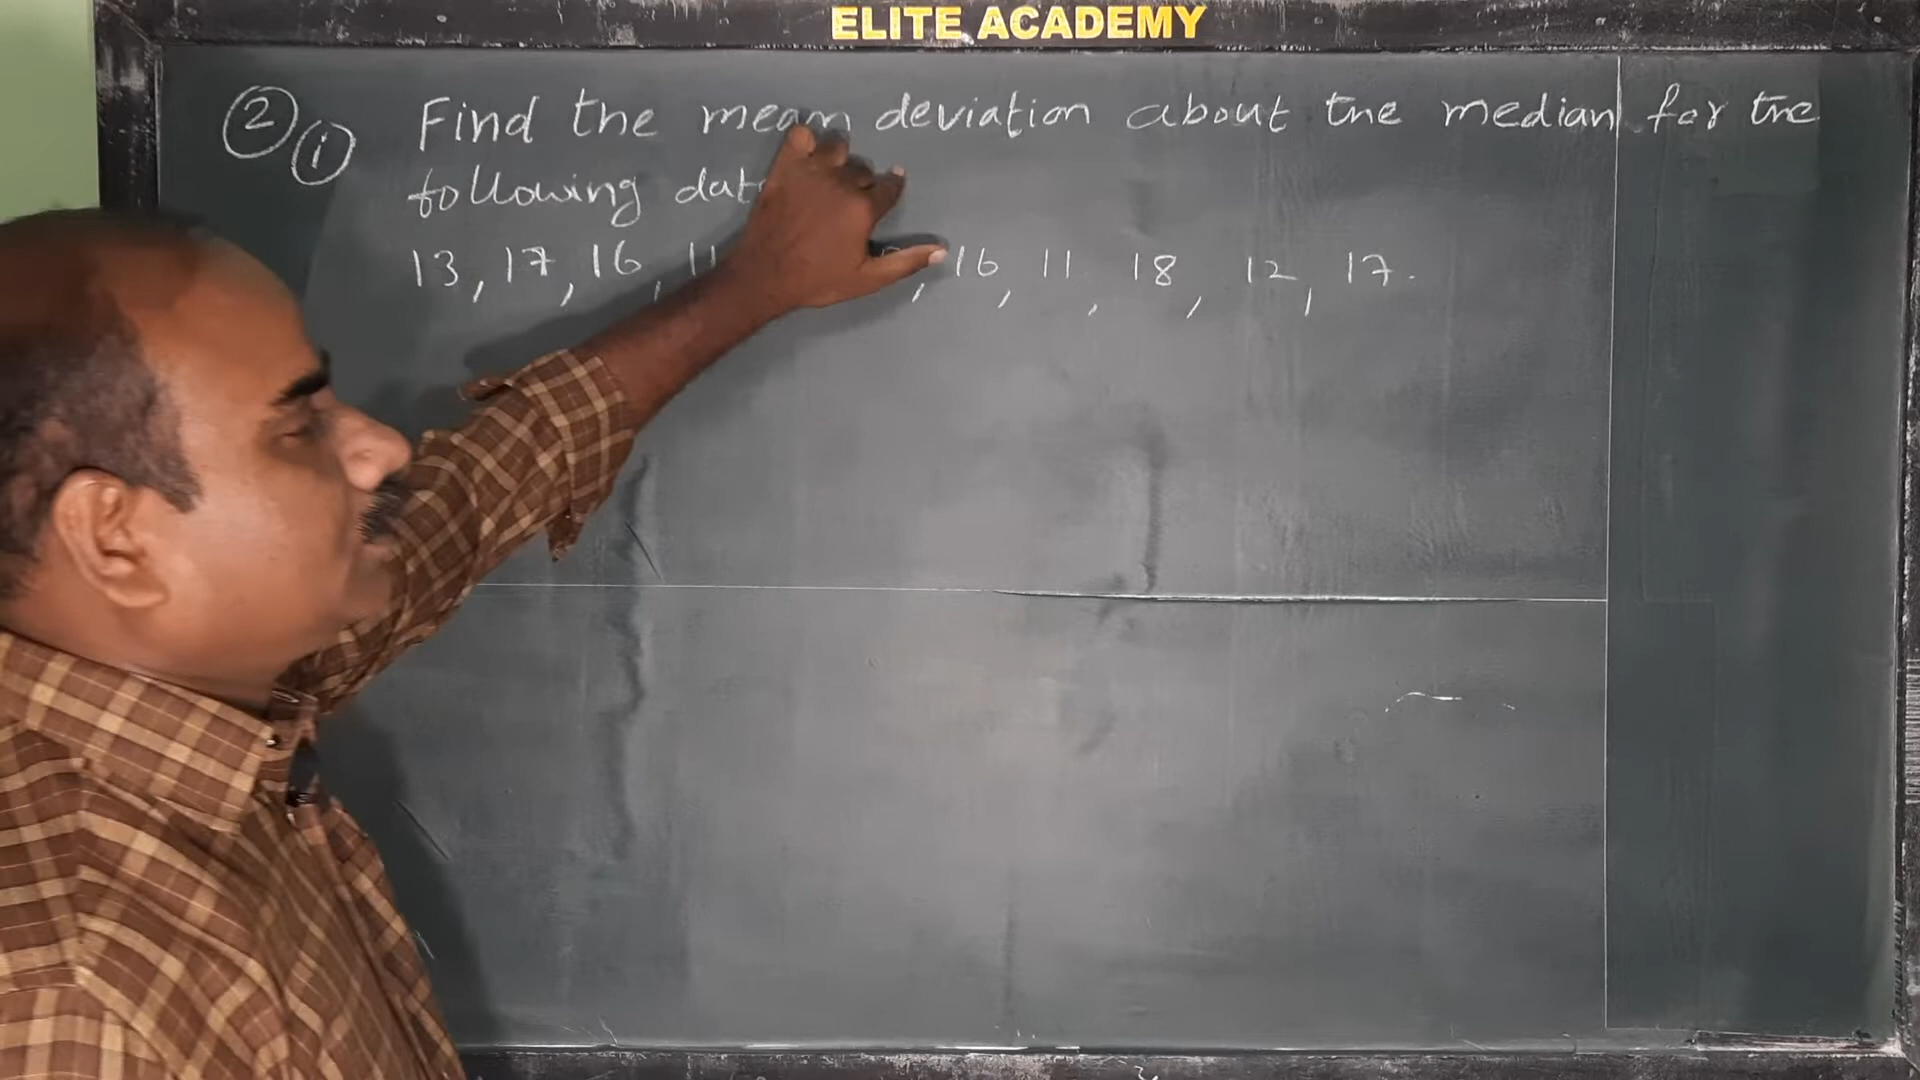 ELITE ACADEMY
② ① Find the mean deviation about the median for the
following
13, 17, 16, 11 , 16, 11, 18, 12, 17.